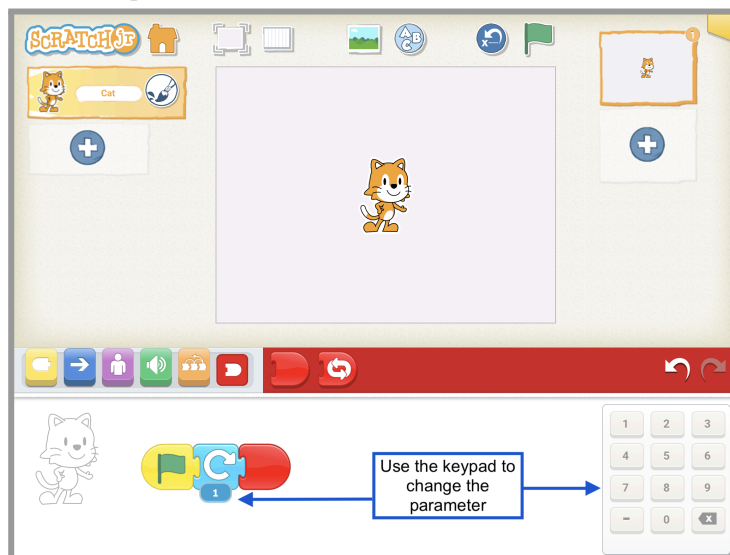 SCRATCHJr
ABC
x
1
Cat
1
Use the keypad to
change the
parameter
1 2 3
4 5 6
7 8 9
- 0 x